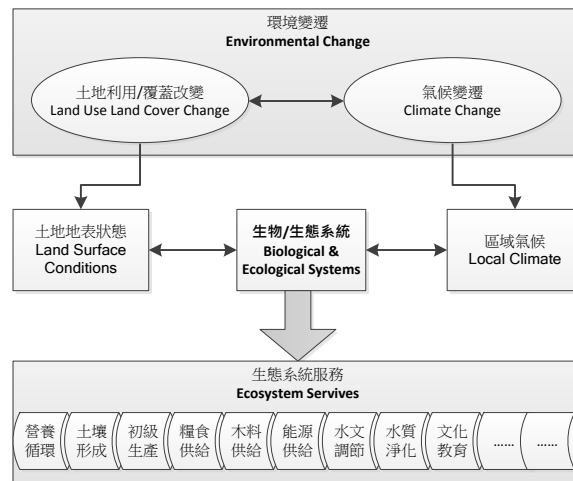 環境變遷
Environmental Change
土地利用/覆蓋改變
Land Use Land Cover Change
氣候變遷
Climate Change
土地地表狀態
Land Surface
Conditions
生物/生態系統
Biological &
Ecological Systems
區域氣候
Local Climate
生態系統服務
Ecosystem Servives
營養
循環
土壤
形成
初級
生產
糧食
供給
木料
供給
能源
供給
水文
調節
水質
淨化
文化
教育
......
......